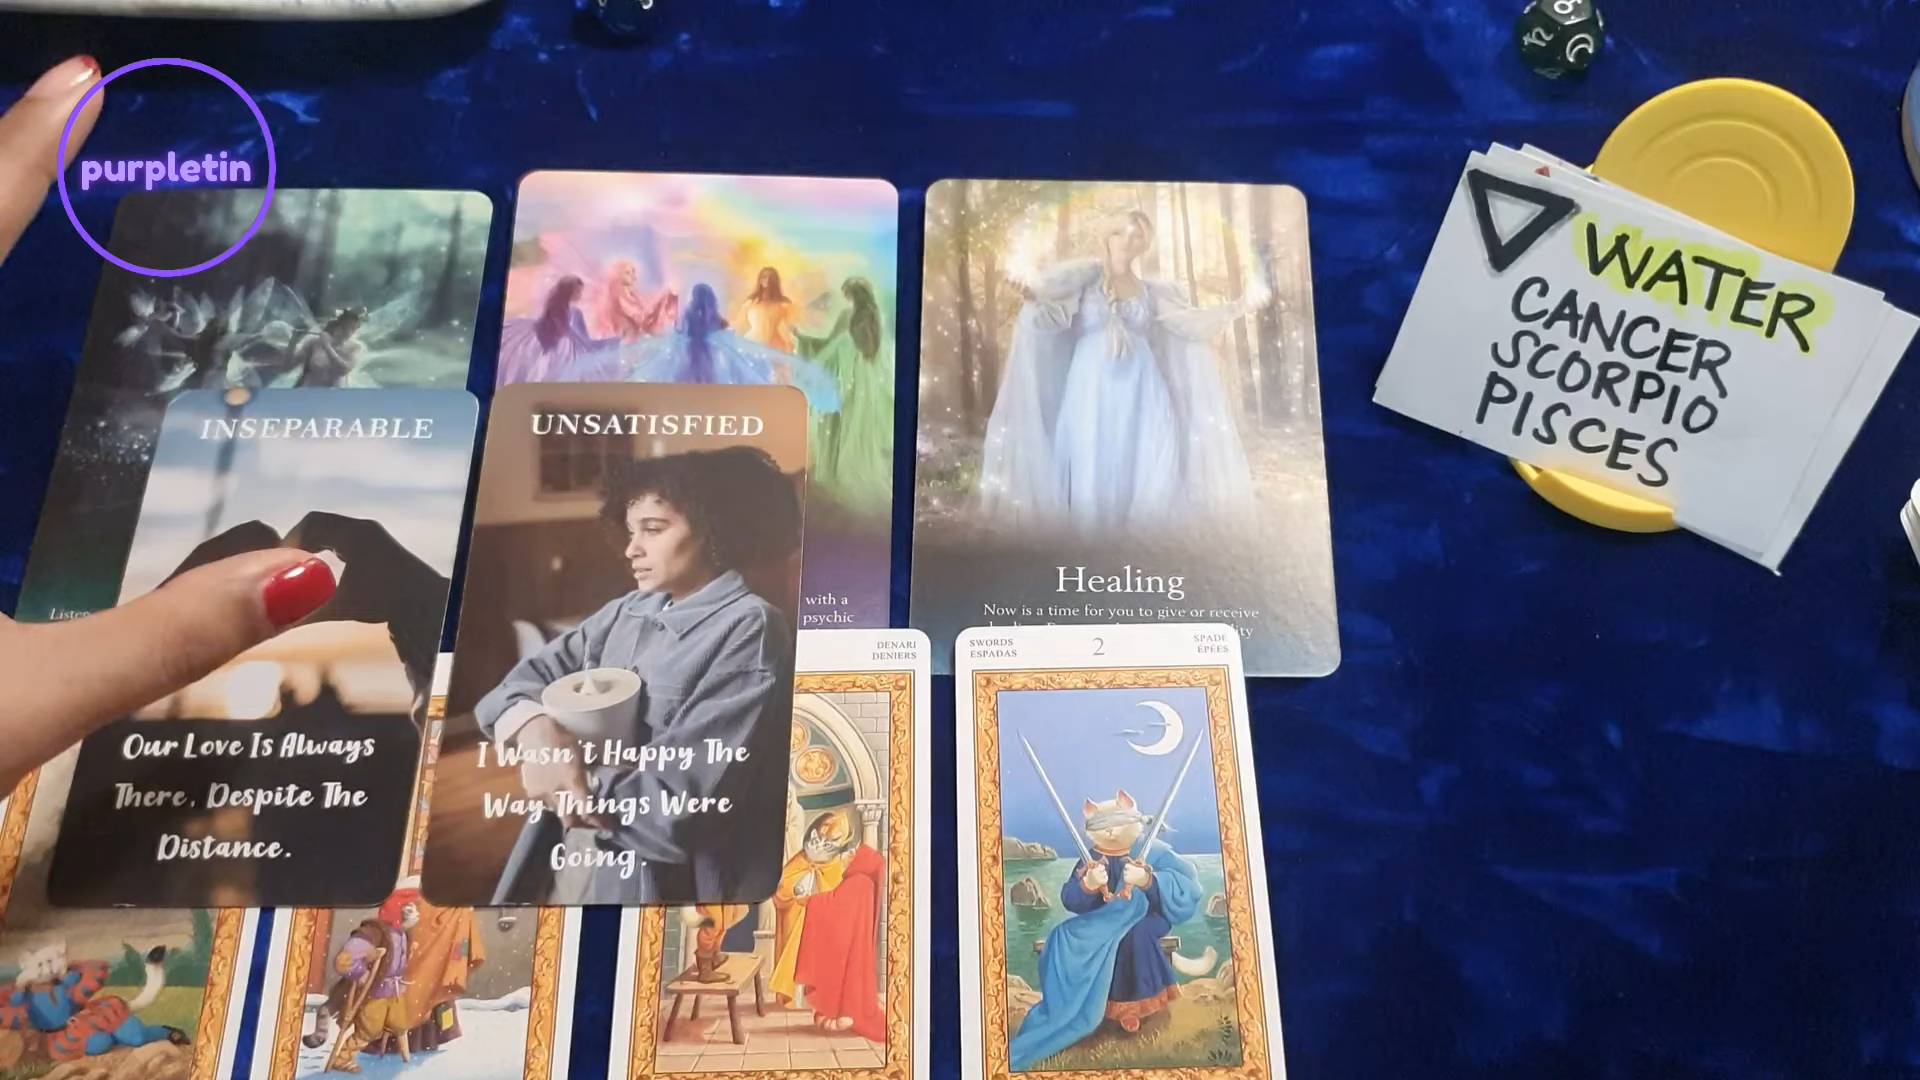 purpletin
WATER
CANCER
SCORPIO
PISCES
INSEPARABLE
Our Love Is Always
There, Despite The
Distance.
UNSATISFIED
I Wasn't Happy The
Way Things Were
Going.
Listen
with a
psychic
Healing
Now is a time for you to give or receive
DENARI
DENIERS
SWORDS
ESPADAS
2
SPADE
ÉPÉES